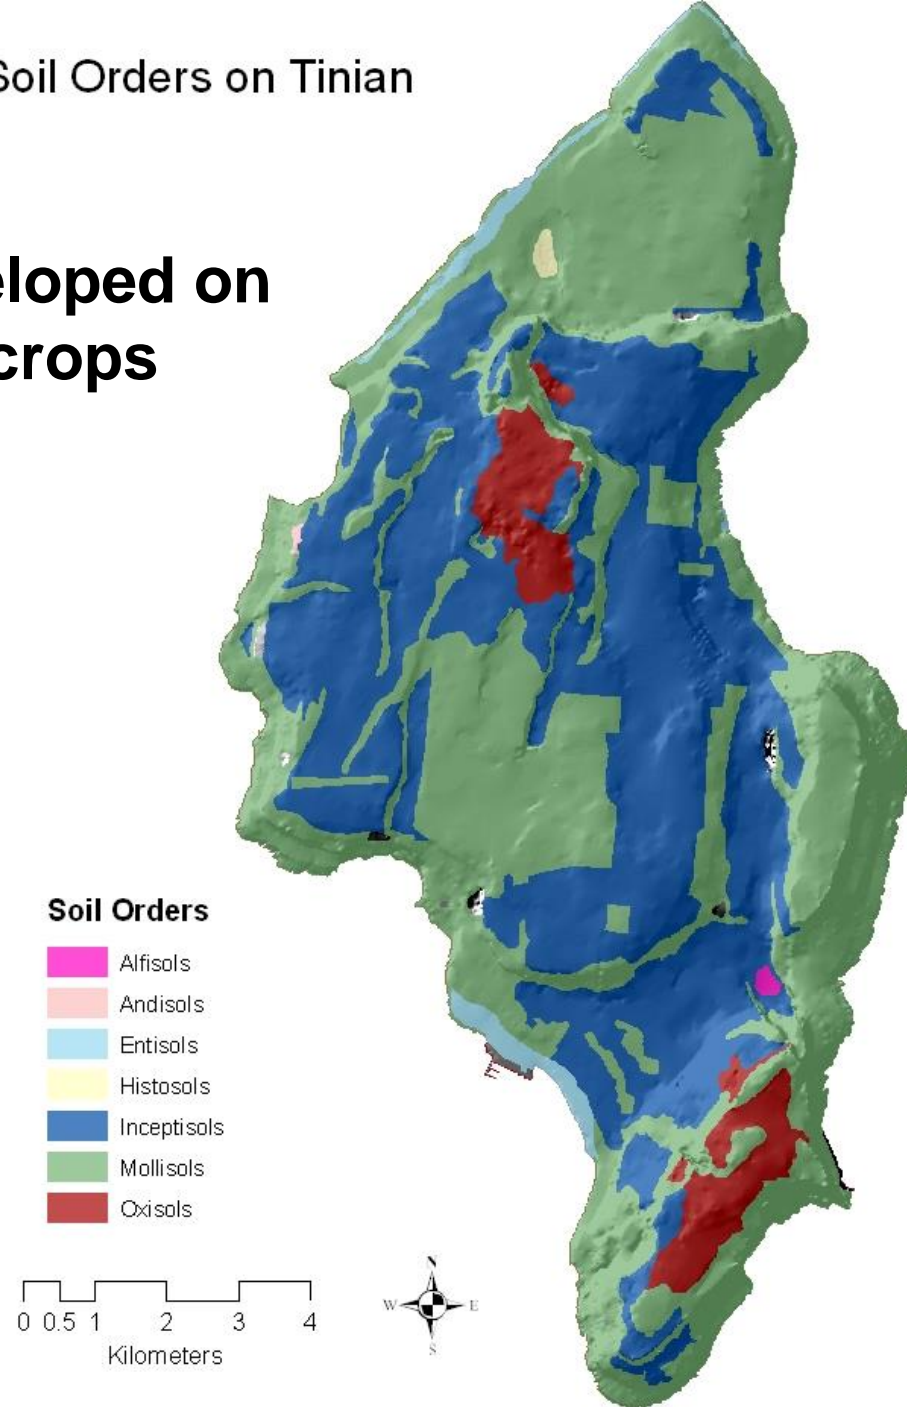 Soil Orders on Tinian
eloped on
crops
Soil Orders
Alfisols
Andisols
Entisols
Histosols
Inceptisols
Mollisols
Oxisols
0 0.5 1 2 3 4
Kilometers
N
W E
S